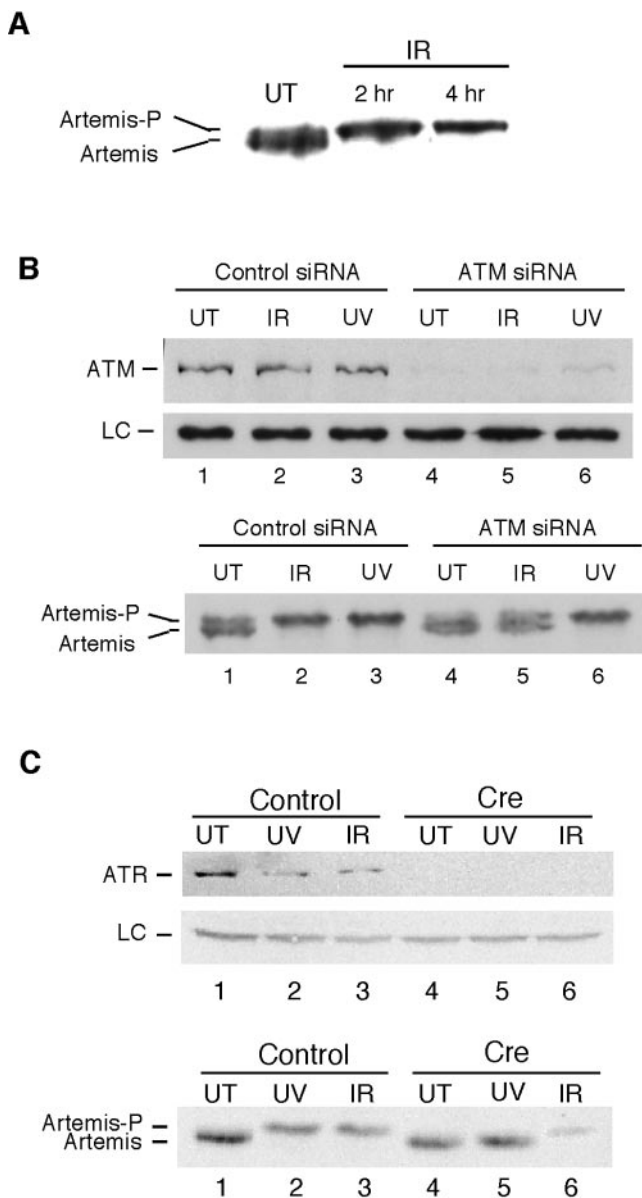 A
IR
UT 2 hr 4 hr
Artemis-P
Artemis
B
Control siRNA ATM siRNA
UT IR UV UT IR UV
ATM –
LC –
1 2 3 4 5 6
Control siRNA ATM siRNA
UT IR UV UT IR UV
Artemis-P
Artemis
1 2 3 4 5 6
C
Control Cre
UT UV IR UT UV IR
ATR –
LC –
1 2 3 4 5 6
Control Cre
UT UV IR UT UV IR
Artemis-P –
Artemis –
1 2 3 4 5 6